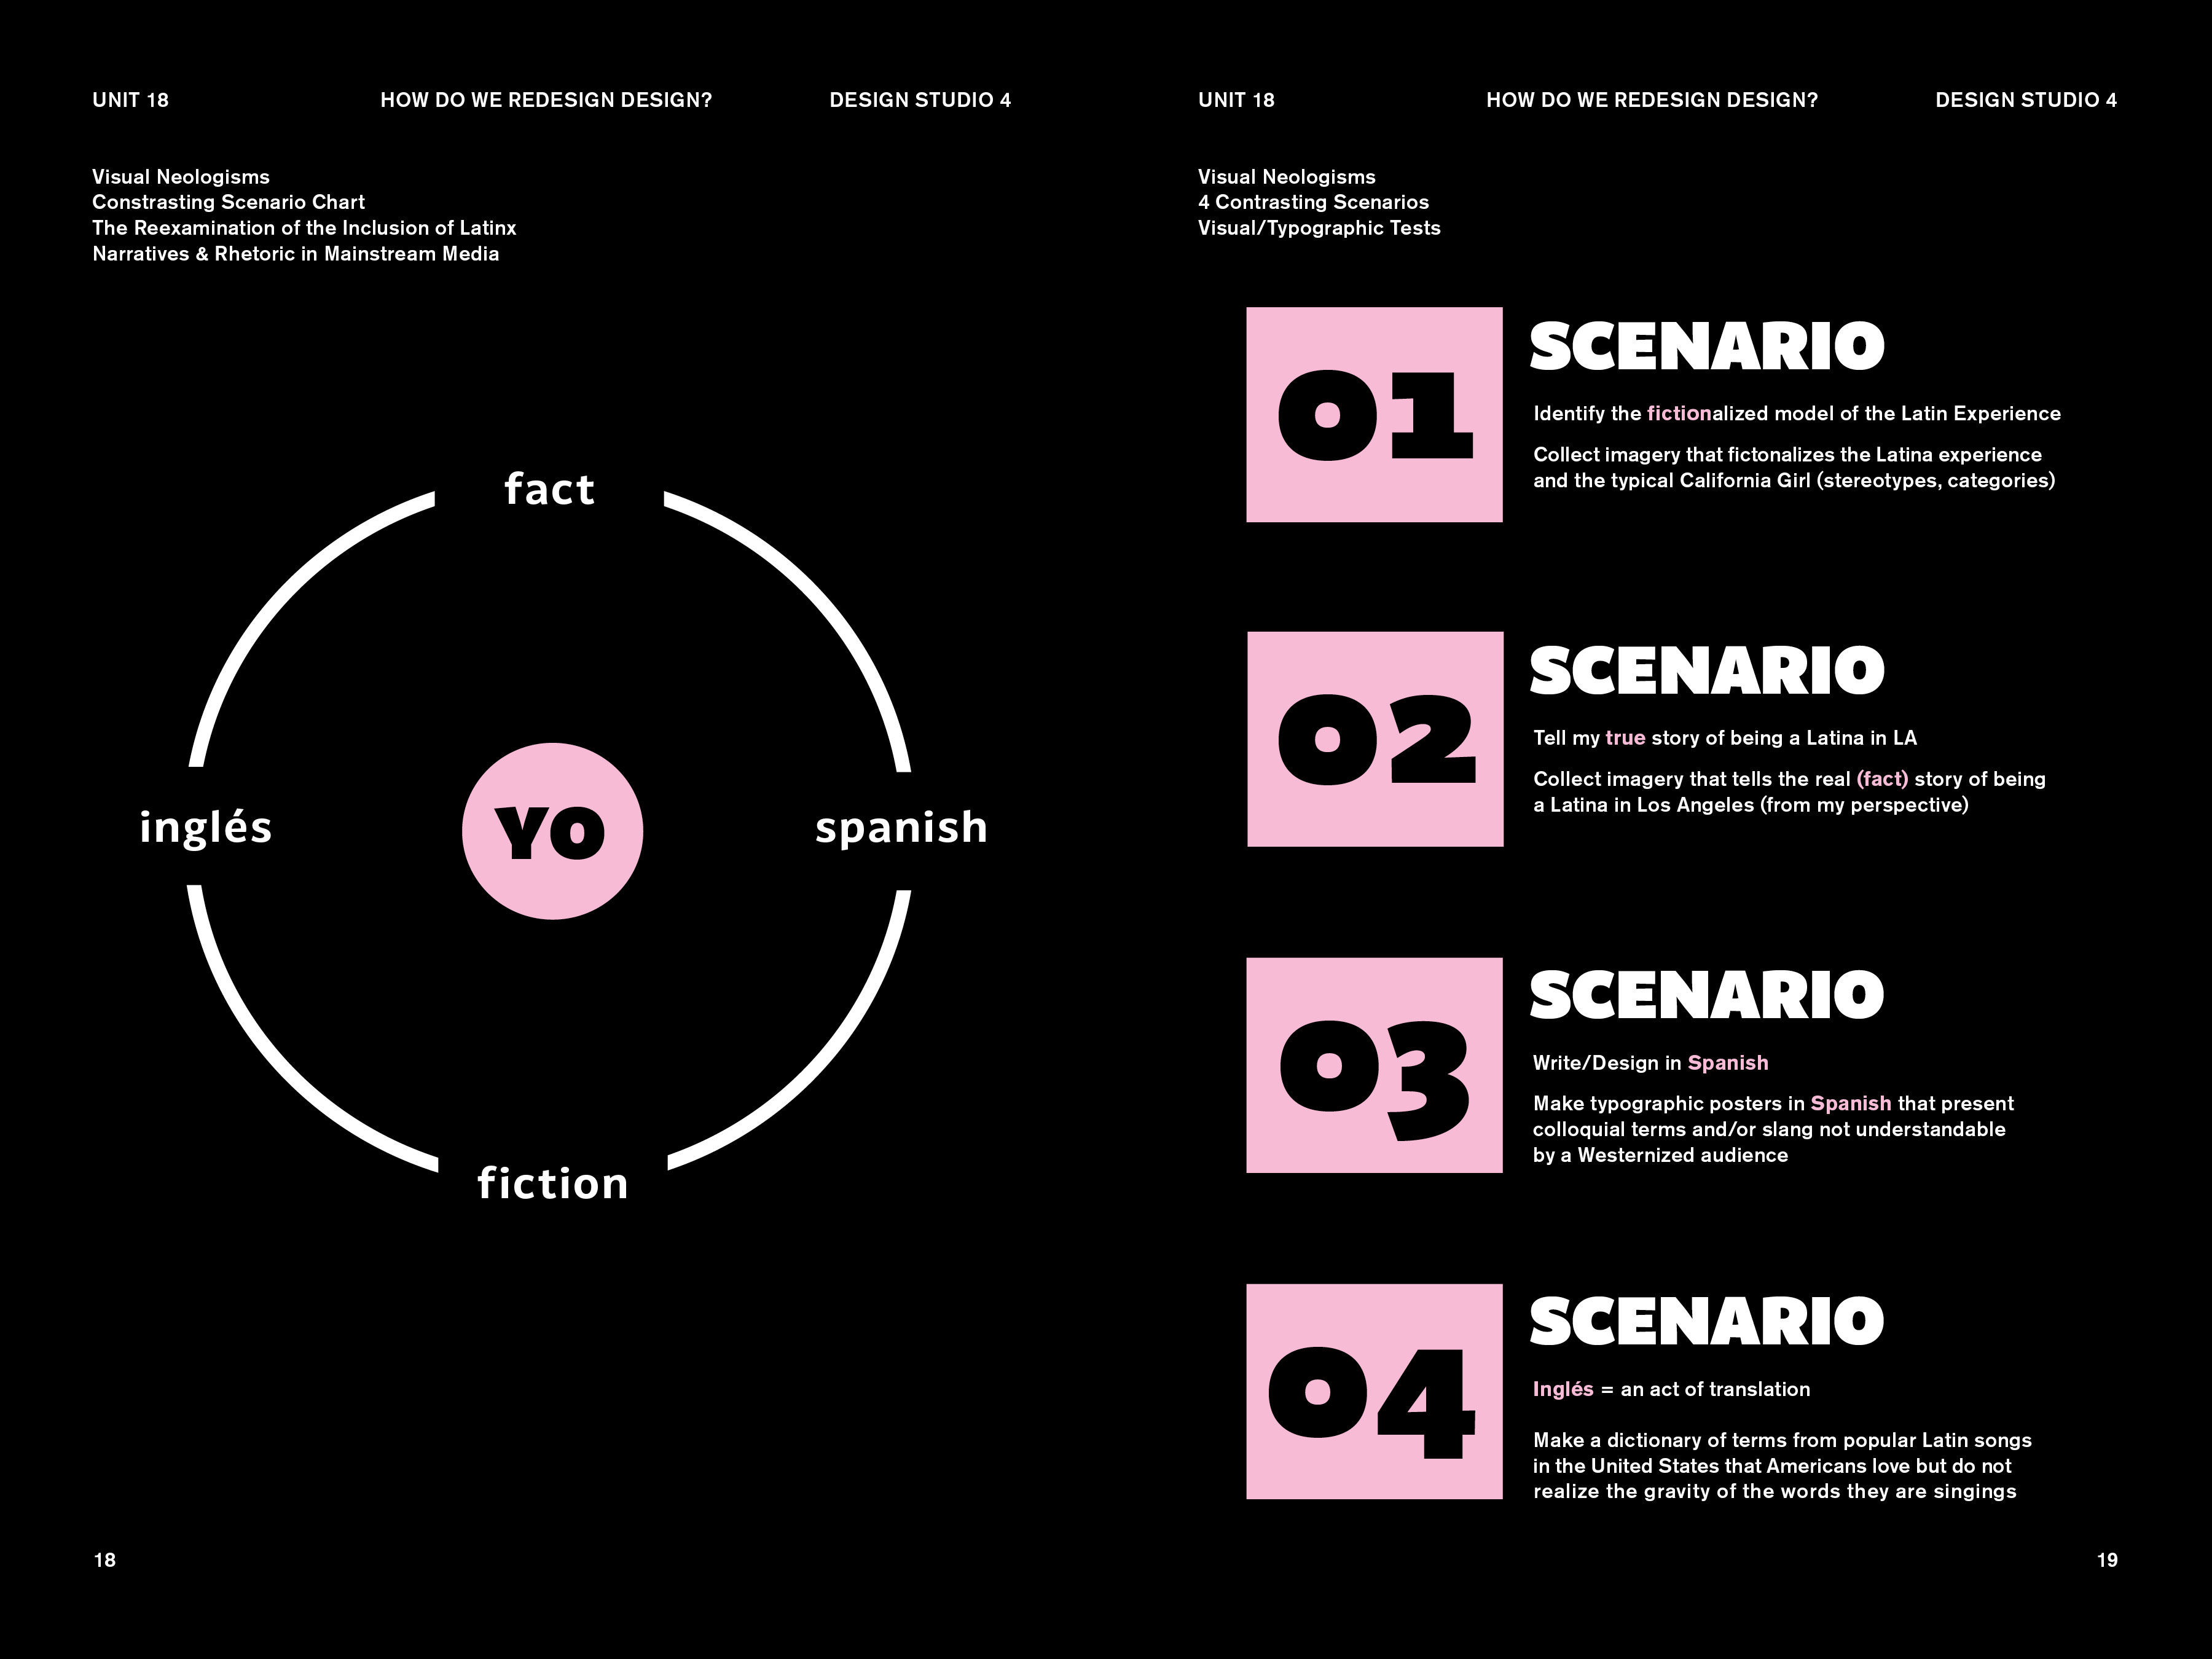 UNIT 18 HOW DO WE REDESIGN DESIGN? DESIGN STUDIO 4
Visual Neologisms
Constrasting Scenario Chart
The Reexamination of the Inclusion of Latinx
Narratives & Rhetoric in Mainstream Media
fact
inglés YO spanish
fiction
18
UNIT 18 HOW DO WE REDESIGN DESIGN? DESIGN STUDIO 4
Visual Neologisms
4 Contrasting Scenarios
Visual/Typographic Tests
01 SCENARIO
Identify the fictionalized model of the Latin Experience
Collect imagery that fictonalizes the Latina experience
and the typical California Girl (stereotypes, categories)
02 SCENARIO
Tell my true story of being a Latina in LA
Collect imagery that tells the real (fact) story of being
a Latina in Los Angeles (from my perspective)
03 SCENARIO
Write/Design in Spanish
Make typographic posters in Spanish that present
colloquial terms and/or slang not understandable
by a Westernized audience
04 SCENARIO
Inglés = an act of translation
Make a dictionary of terms from popular Latin songs
in the United States that Americans love but do not
realize the gravity of the words they are singings
19